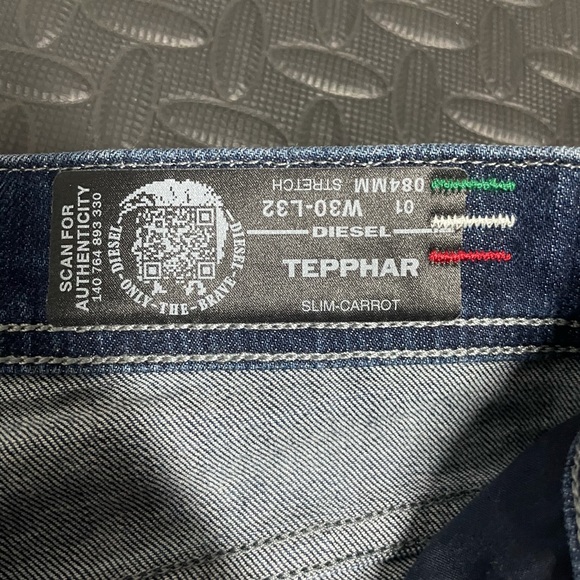 SCAN FOR
AUTHENTICITY
140 764 893 330
DIESEL
ONLY-THE-BRAVE
DIESEL
01
084MM
STRETCH
W30-L32
DIESEL
TEPPHAR
SLIM-CARROT